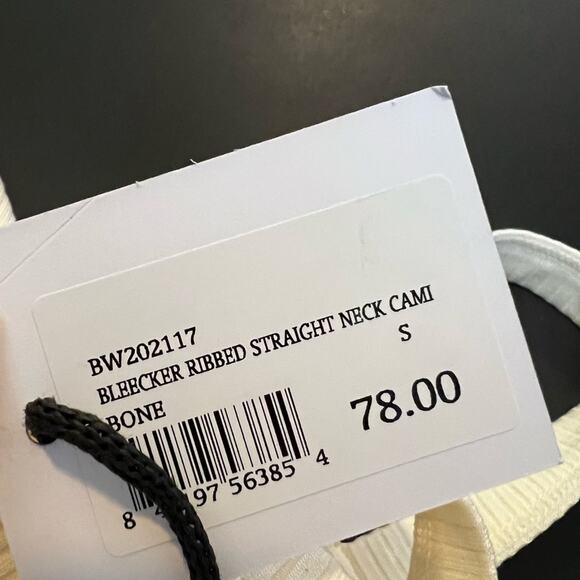 BW202117
BLEECKER RIBBED STRAIGHT NECK CAMI
S
BONE
78.00
8 97 56385 4